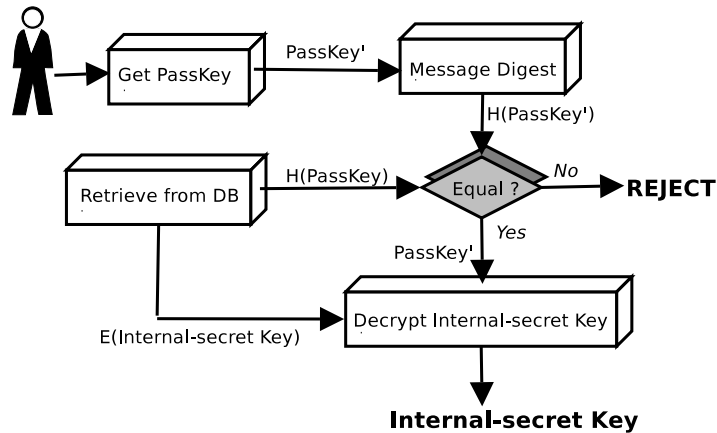 PassKey'
Get PassKey
Message Digest
H(PassKey')
H(PassKey)
No
Retrieve from DB
Equal ?
REJECT
Yes
PassKey'
Decrypt Internal-secret Key
E(Internal-secret Key)
Internal-secret Key